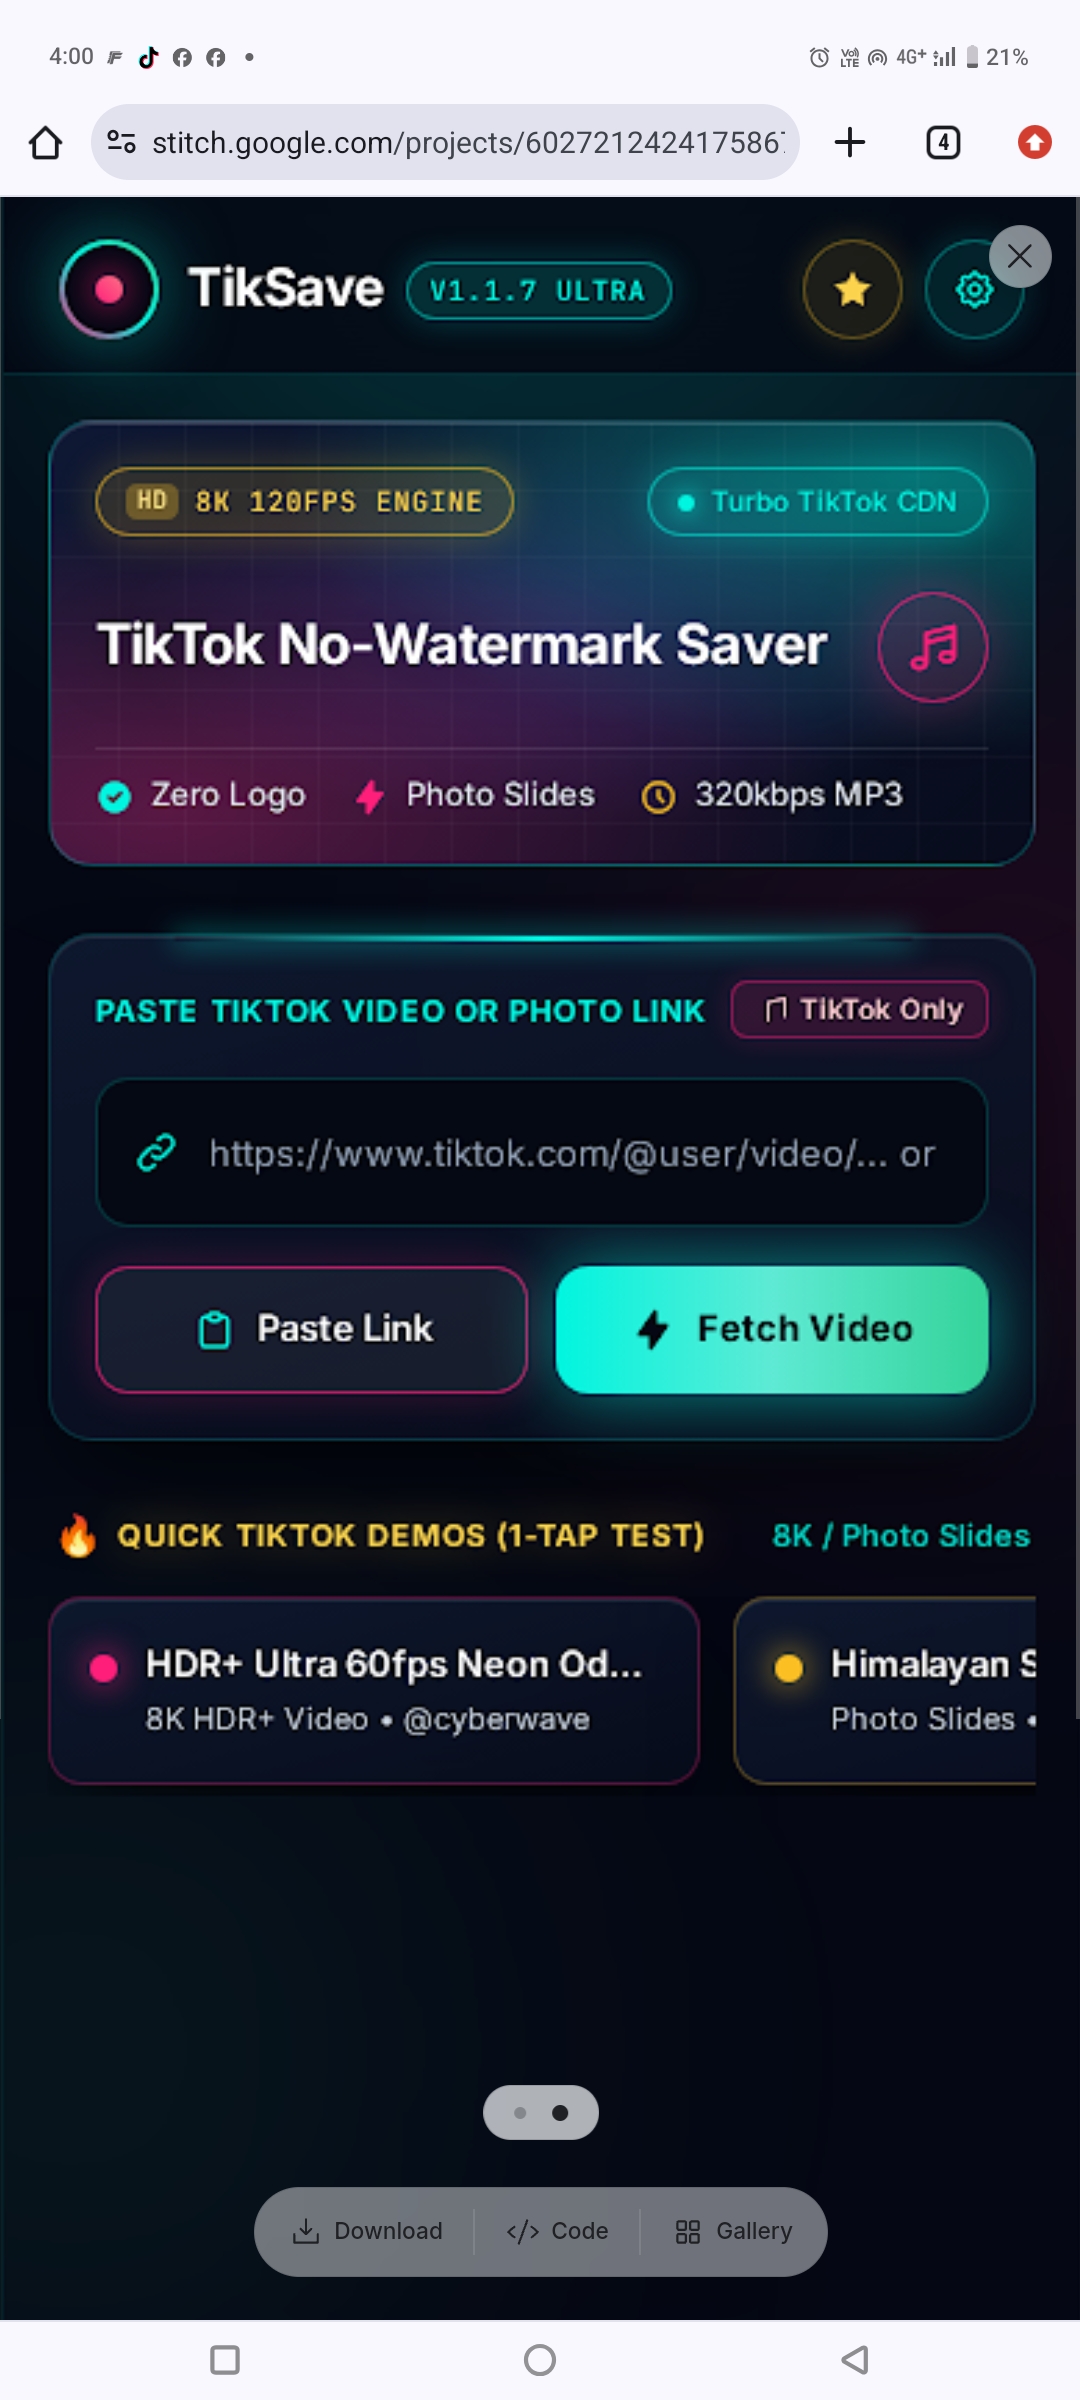 4:00
Vo) LTE 4G+ 21%
stitch.google.com/projects/602721242417586
4
TikSave V1.1.7 ULTRA
HD 8K 120FPS ENGINE
Turbo TikTok CDN
TikTok No-Watermark Saver
Zero Logo Photo Slides 320kbps MP3
PASTE TIKTOK VIDEO OR PHOTO LINK
TikTok Only
https://www.tiktok.com/@user/video/... or
Paste Link
Fetch Video
🔥 QUICK TIKTOK DEMOS (1-TAP TEST)
8K / Photo Slides
HDR+ Ultra 60fps Neon Od...
8K HDR+ Video • @cyberwave
Himalayan S
Photo Slides •
Download
</> Code
Gallery